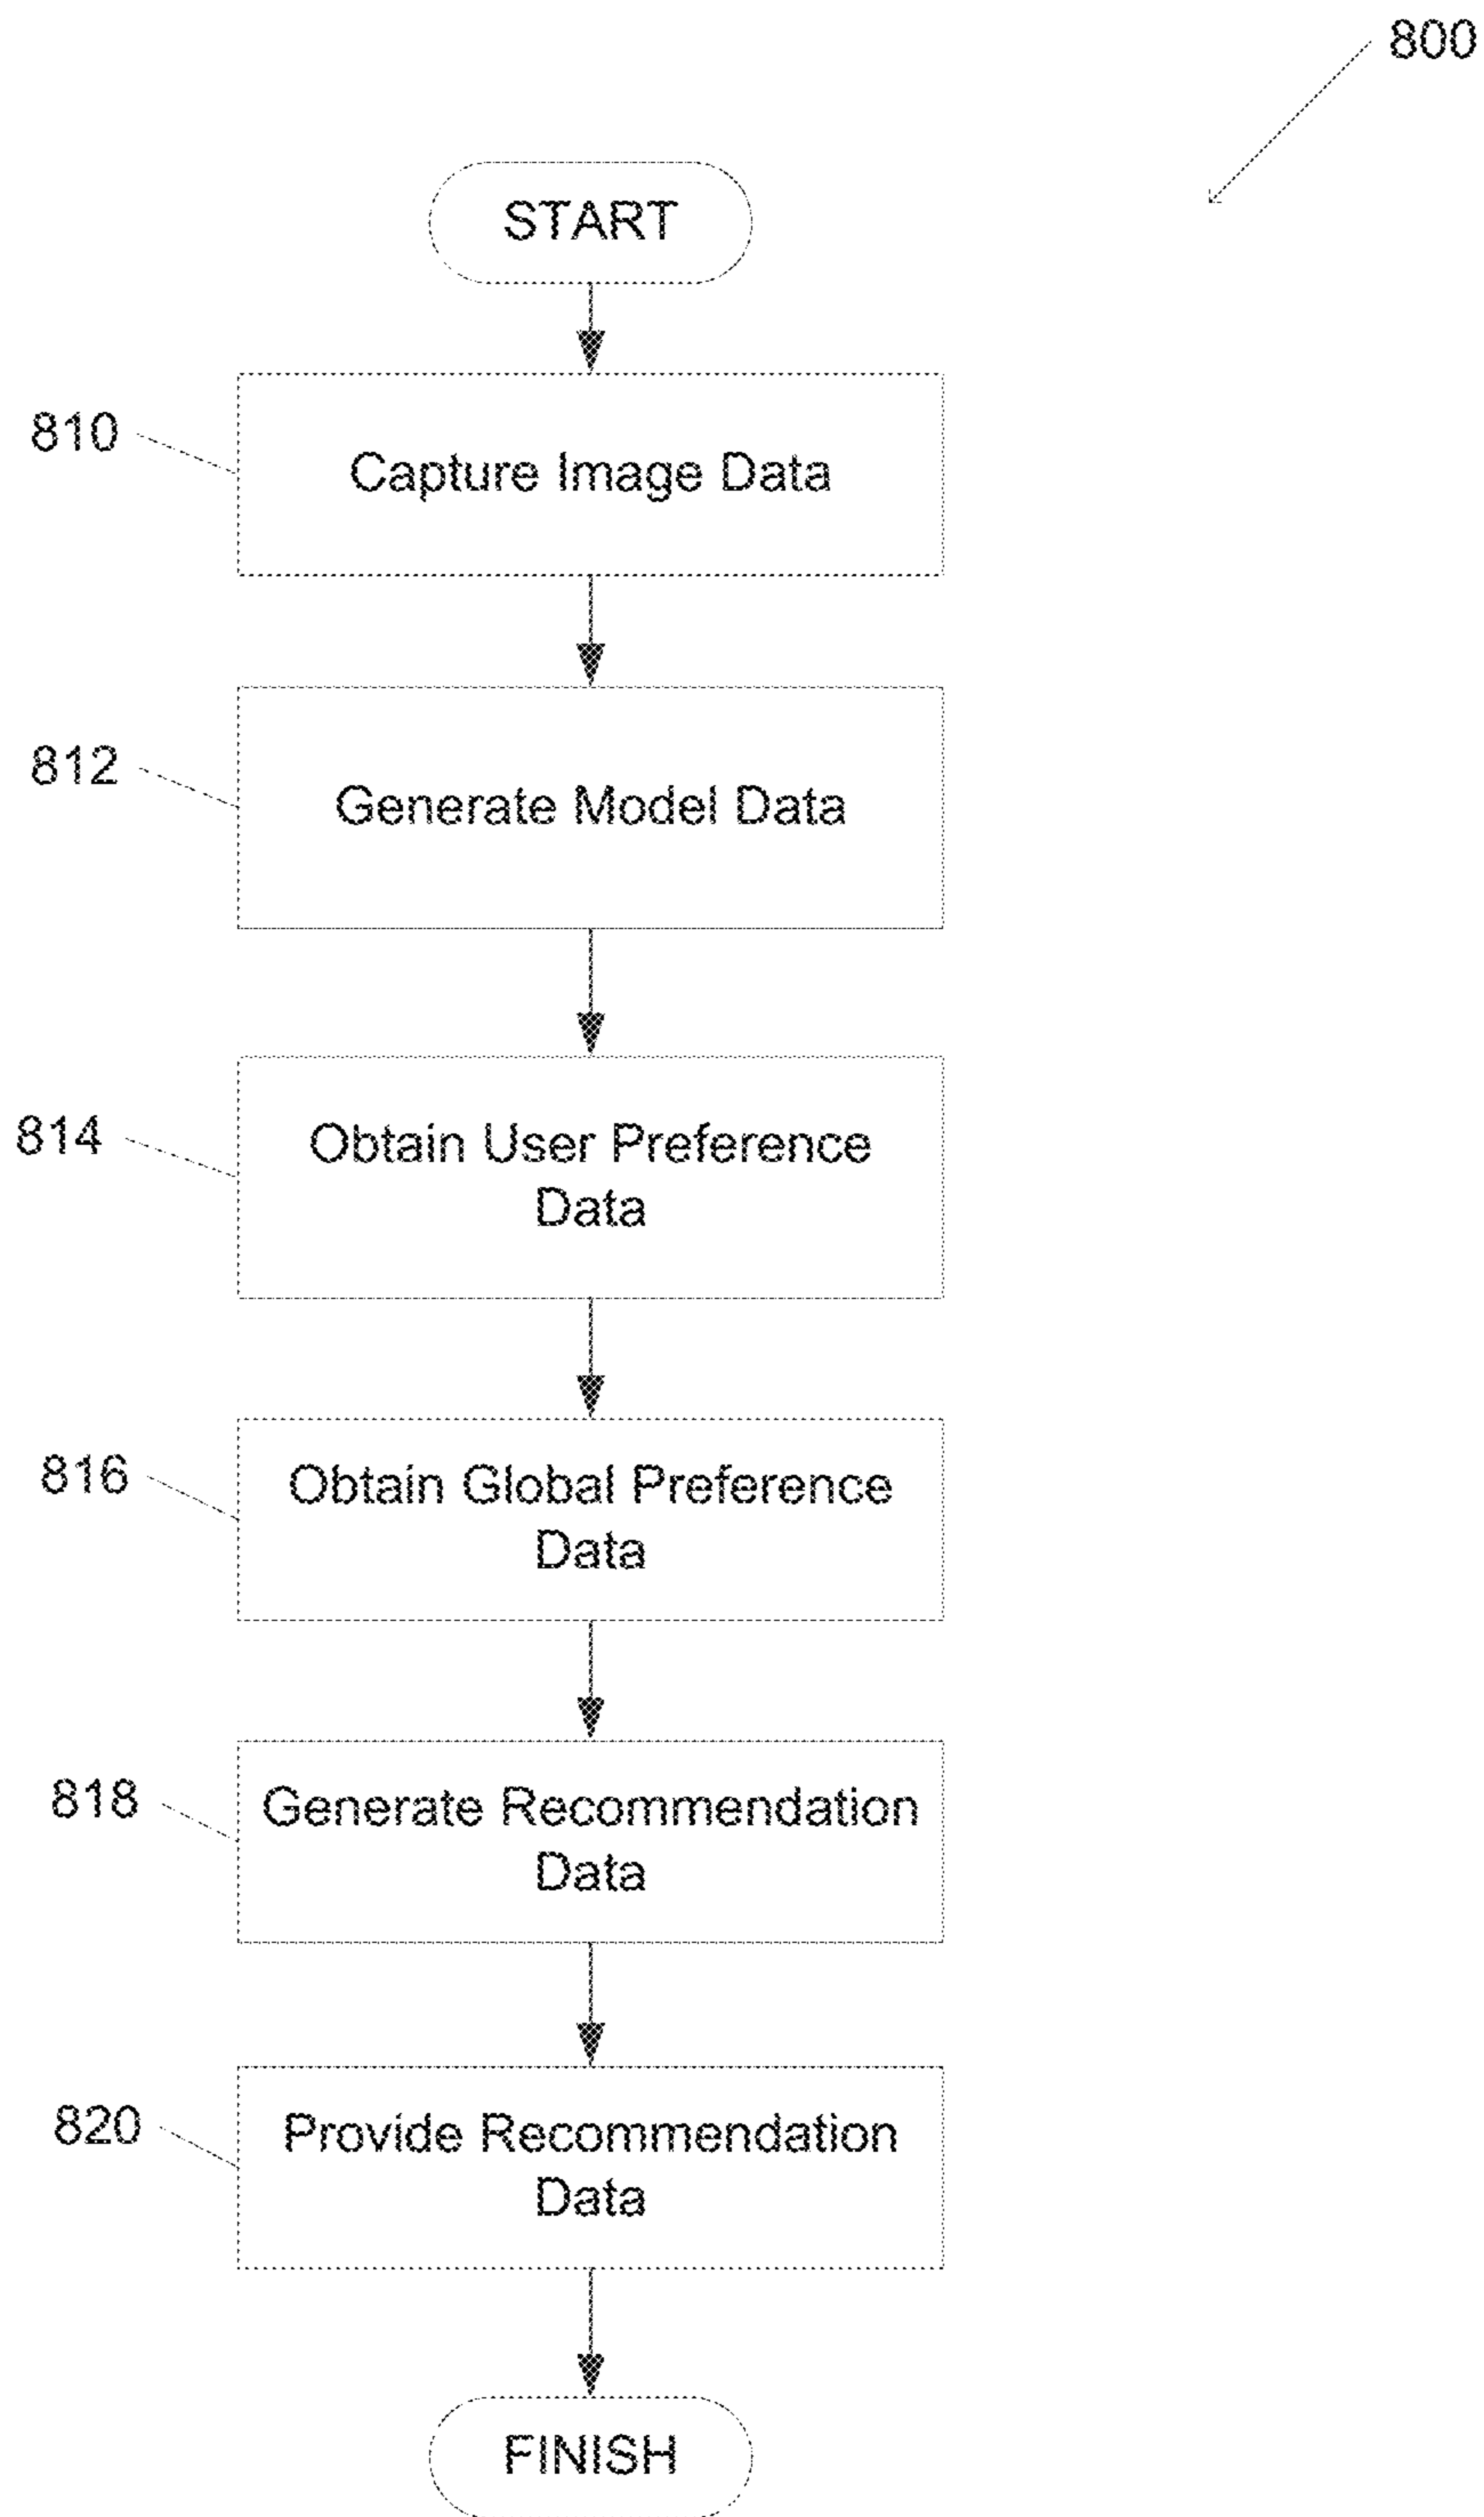 800
START
810
Capture Image Data
812
Generate Model Data
814
Obtain User Preference
Data
816
Obtain Global Preference
Data
818
Generate Recommendation
Data
820
Provide Recommendation
Data
FINISH